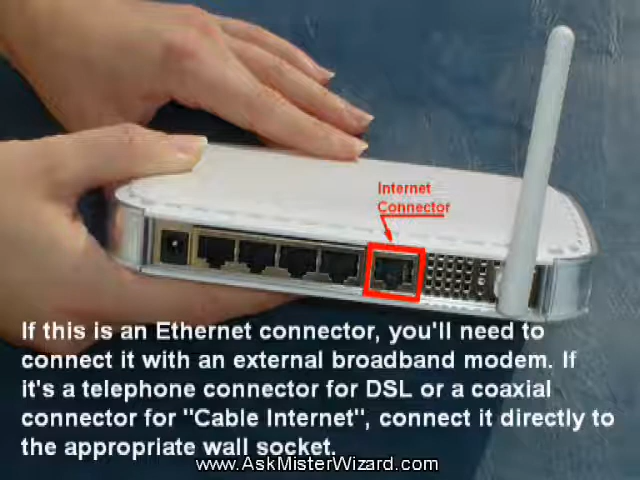 Internet
Connector
If this is an Ethernet connector, you'll need to
connect it with an external broadband modem. If
it's a telephone connector for DSL or a coaxial
connector for "Cable Internet", connect it directly to
the appropriate wall socket.
www.AskMisterWizard.com